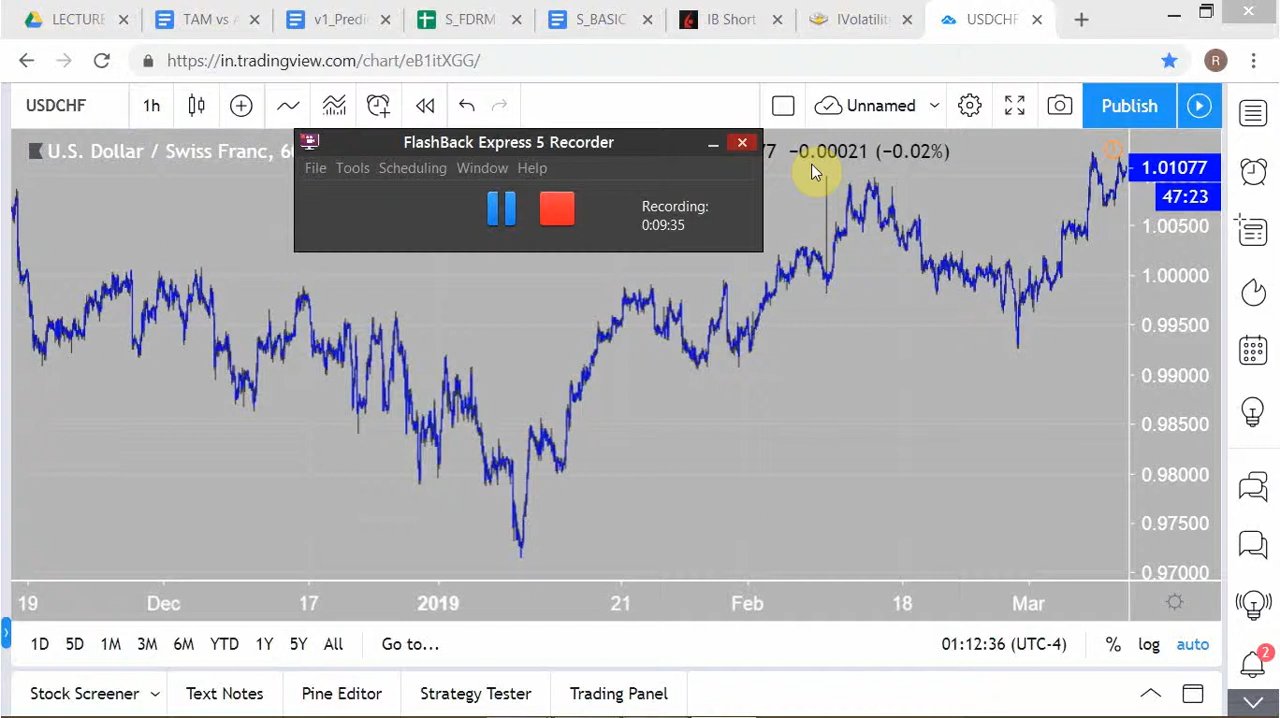 LECTURE
TAM vs A
v1_Predi
S_FDRM
S_BASIC
IB Short
IVolatilit
USDCHF
https://in.tradingview.com/chart/eB1itXGG/
R
USDCHF
1h
Unnamed
Publish
FlashBack Express 5 Recorder
File Tools Scheduling Window Help
Recording:
0:09:35
U.S. Dollar / Swiss Franc, 60
77 −0.00021 (−0.02%)
1.01077
47:23
1.00500
1.00000
0.99500
0.99000
0.98500
0.98000
0.97500
0.97000
19 Dec 17 2019 21 Feb 18 Mar
1D 5D 1M 3M 6M YTD 1Y 5Y All Go to...
01:12:36 (UTC-4) % log auto
Stock Screener Text Notes Pine Editor Strategy Tester Trading Panel
2